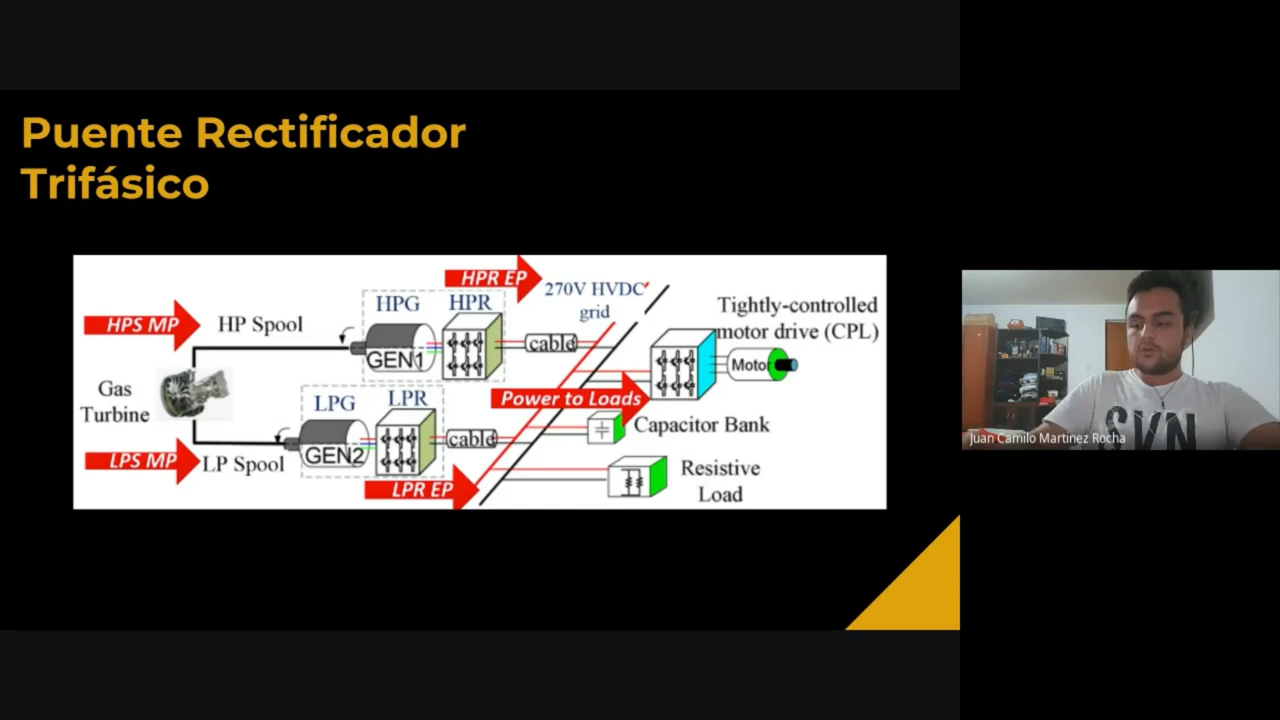 Puente Rectificador
Trifásico
HPR EP
HPG HPR
270V HVDC
grid
Tightly-controlled
motor drive (CPL)
HPS MP
HP Spool
GEN1
cable
Motor
Gas
Turbine
LPG LPR
Power to Loads
Capacitor Bank
GEN2
cable
LPS MP
LP Spool
LPR EP
Resistive
Load
SVN
Juan Camilo Martinez Rocha